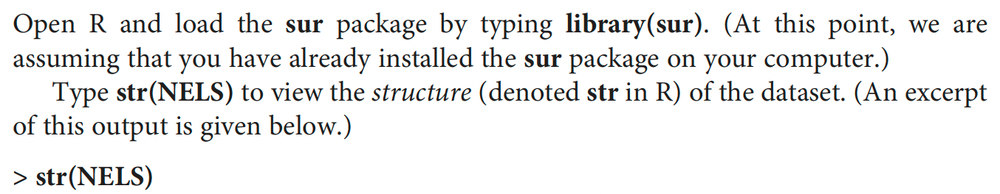 Open R and load the sur package by typing library(sur). (At this point, we are
assuming that you have already installed the sur package on your computer.)
Type str(NELS) to view the structure (denoted str in R) of the dataset. (An excerpt
of this output is given below.)
> str(NELS)